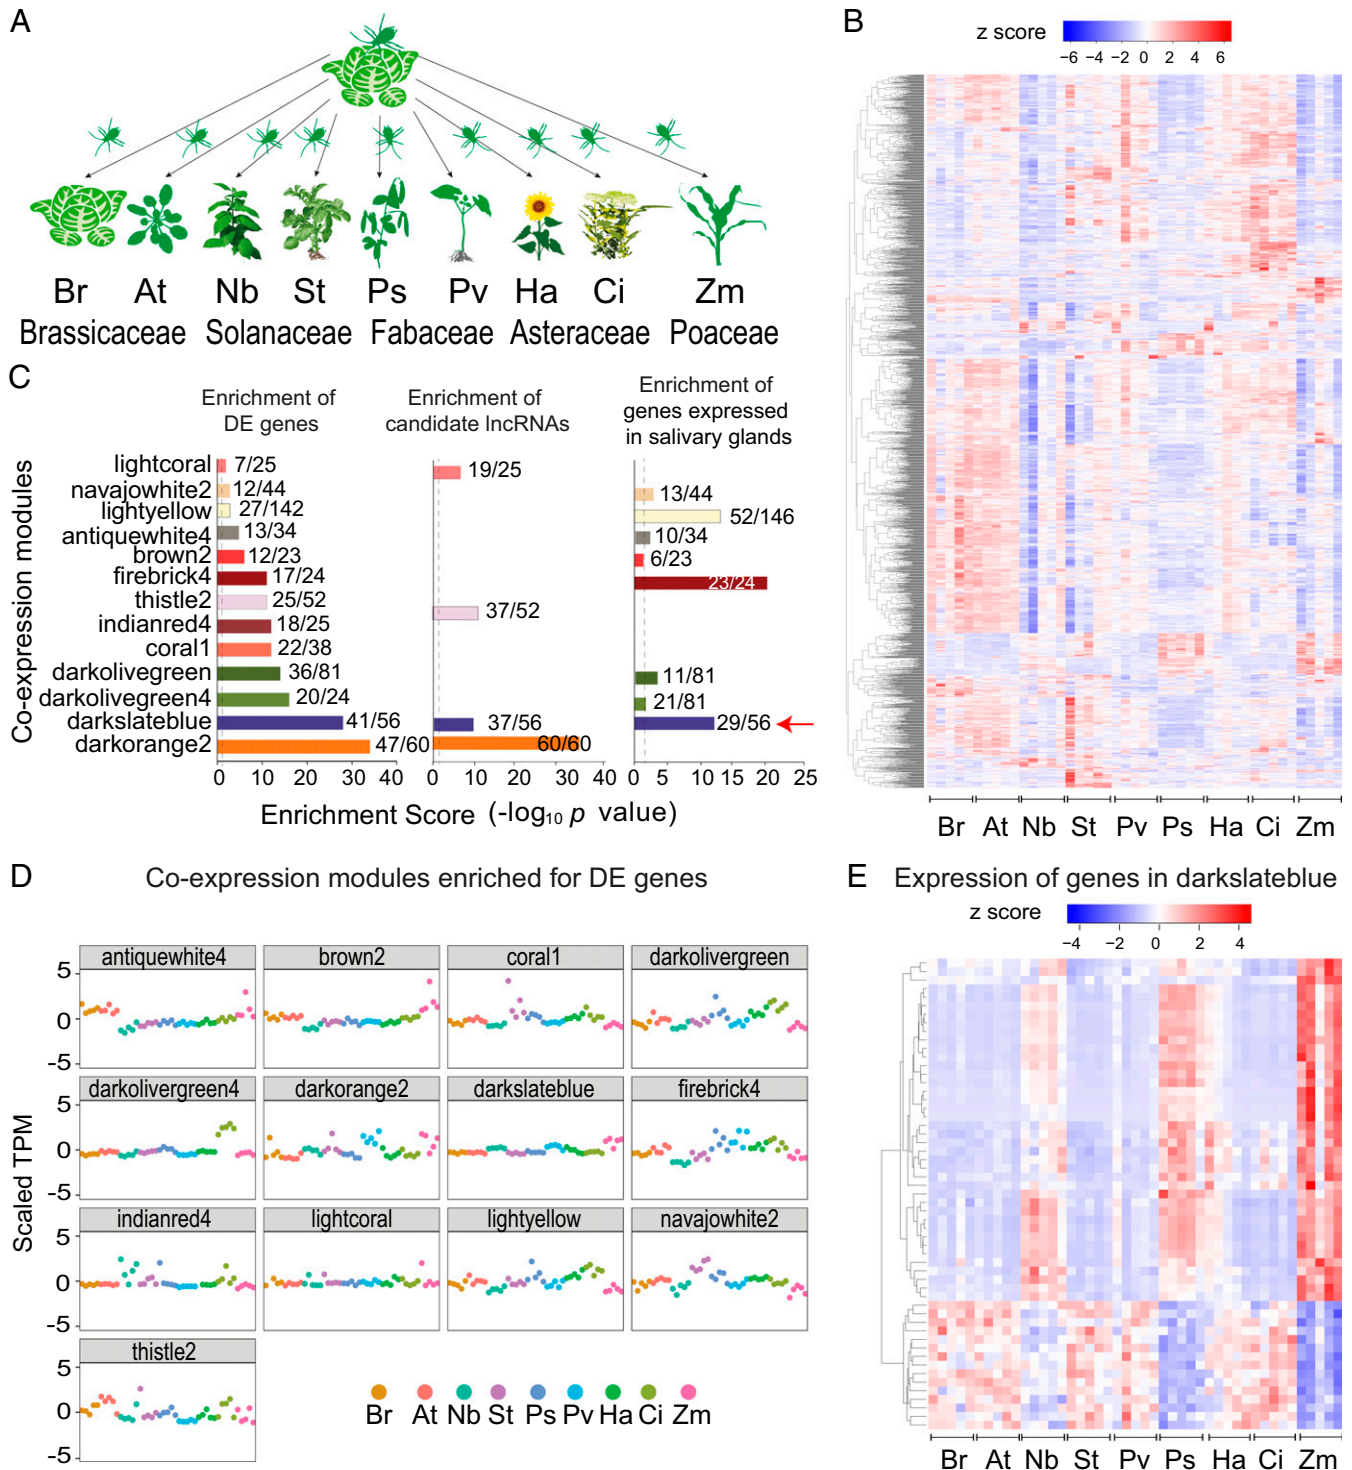 A
Br At Nb St Ps Pv Ha Ci Zm
Brassicaceae Solanaceae Fabaceae Asteraceae Poaceae
B
z score
−6 −4 −2 0 2 4 6
Br At Nb St Pv Ps Ha Ci Zm
C
Enrichment of
DE genes
Enrichment of
candidate lncRNAs
Enrichment of
genes expressed
in salivary glands
Co-expression modules
lightcoral 7/25 19/25
navajowhite2 12/44 13/44
lightyellow 27/142 52/146
antiquewhite4 13/34 10/34
brown2 12/23 6/23
firebrick4 17/24 23/24
thistle2 25/52 37/52
indianred4 18/25
coral1 22/38
darkolivegreen 36/81 11/81
darkolivegreen4 20/24 21/81
darkslateblue 41/56 37/56 29/56
darkorange2 47/60 60/60
0 10 20 30 40 0 10 20 30 40 0 5 10 15 20 25
Enrichment Score (-log₁₀ p value)
D Co-expression modules enriched for DE genes
Scaled TPM
antiquewhite4 brown2 coral1 darkolivergreen
5
0
-5
darkolivergreen4 darkorange2 darkslateblue firebrick4
5
0
-5
indianred4 lightcoral lightyellow navajowhite2
5
0
-5
thistle2
5
0
-5
Br At Nb St Ps Pv Ha Ci Zm
E Expression of genes in darkslateblue
z score
−4 −2 0 2 4
Br At Nb St Pv Ps Ha Ci Zm